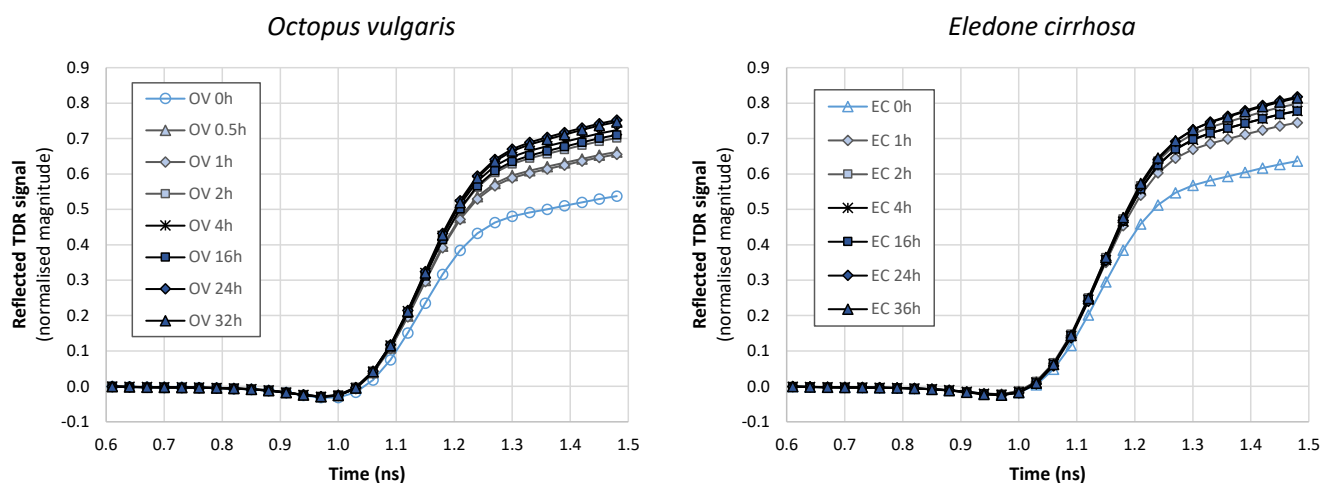 Octopus vulgaris
Reflected TDR signal
(normalised magnitude)
0.9
0.8
0.7
0.6
0.5
0.4
0.3
0.2
0.1
0.0
-0.1
OV 0h
OV 0.5h
OV 1h
OV 2h
OV 4h
OV 16h
OV 24h
OV 32h
0.6 0.7 0.8 0.9 1.0 1.1 1.2 1.3 1.4 1.5
Time (ns)
Eledone cirrhosa
Reflected TDR signal
(normalised magnitude)
0.9
0.8
0.7
0.6
0.5
0.4
0.3
0.2
0.1
0.0
-0.1
EC 0h
EC 1h
EC 2h
EC 4h
EC 16h
EC 24h
EC 36h
0.6 0.7 0.8 0.9 1.0 1.1 1.2 1.3 1.4 1.5
Time (ns)